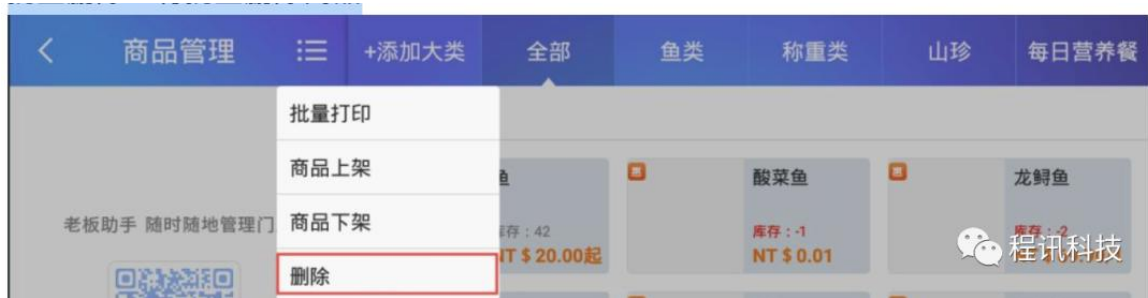 商品管理
+添加大类
全部
鱼类
称重类
山珍
每日营养餐
批量打印
商品上架
商品下架
删除
老板助手 随时随地管理门
鱼
库存：42
NT $ 20.00起
惠
酸菜鱼
库存：-1
NT $ 0.01
惠
龙鲟鱼
库存：-2
程讯科技